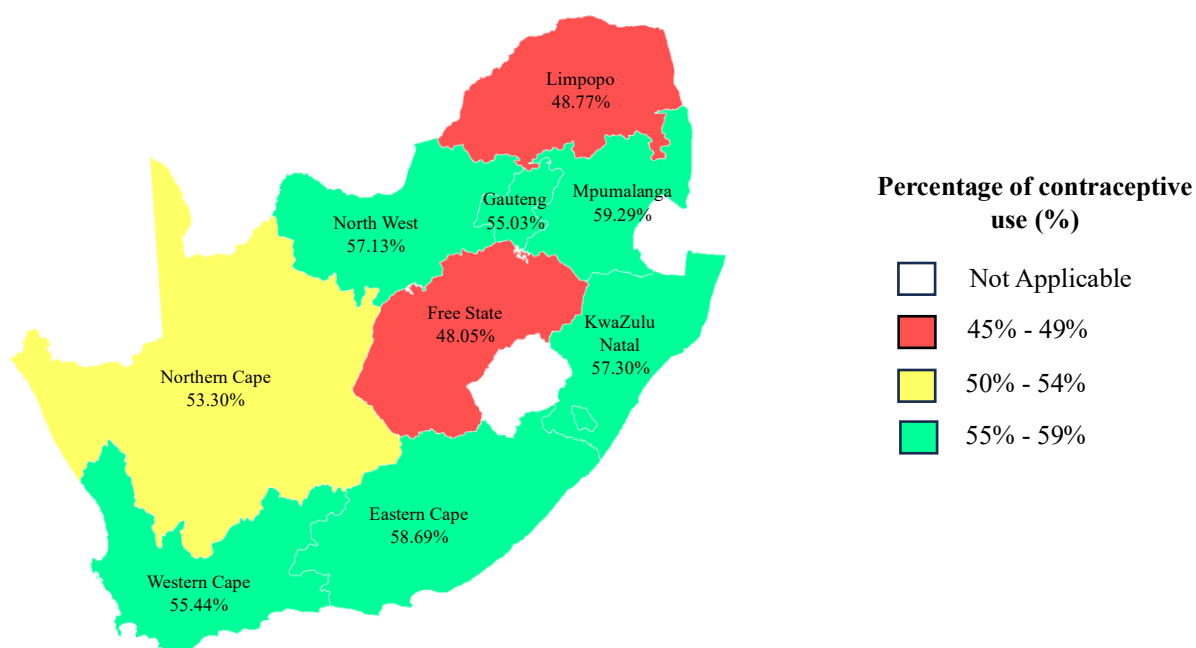 Limpopo
48.77%
Mpumalanga
59.29%
Gauteng
55.03%
North West
57.13%
Free State
48.05%
KwaZulu
Natal
57.30%
Northern Cape
53.30%
Eastern Cape
58.69%
Western Cape
55.44%
Percentage of contraceptive
use (%)
Not Applicable
45% - 49%
50% - 54%
55% - 59%